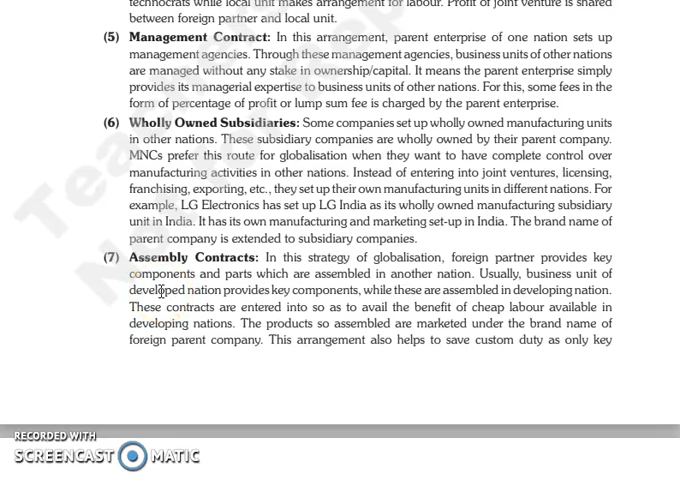 technocrats while local unit makes arrangement for labour. Profit of joint venture is shared
between foreign partner and local unit.
(5) Management Contract: In this arrangement, parent enterprise of one nation sets up
management agencies. Through these management agencies, business units of other nations
are managed without any stake in ownership/capital. It means the parent enterprise simply
provides its managerial expertise to business units of other nations. For this, some fees in the
form of percentage of profit or lump sum fee is charged by the parent enterprise.
(6) Wholly Owned Subsidiaries: Some companies set up wholly owned manufacturing units
in other nations. These subsidiary companies are wholly owned by their parent company.
MNCs prefer this route for globalisation when they want to have complete control over
manufacturing activities in other nations. Instead of entering into joint ventures, licensing,
franchising, exporting, etc., they set up their own manufacturing units in different nations. For
example, LG Electronics has set up LG India as its wholly owned manufacturing subsidiary
unit in India. It has its own manufacturing and marketing set-up in India. The brand name of
parent company is extended to subsidiary companies.
(7) Assembly Contracts: In this strategy of globalisation, foreign partner provides key
components and parts which are assembled in another nation. Usually, business unit of
developed nation provides key components, while these are assembled in developing nation.
These contracts are entered into so as to avail the benefit of cheap labour available in
developing nations. The products so assembled are marketed under the brand name of
foreign parent company. This arrangement also helps to save custom duty as only key
RECORDED WITH
SCREENCAST MATIC